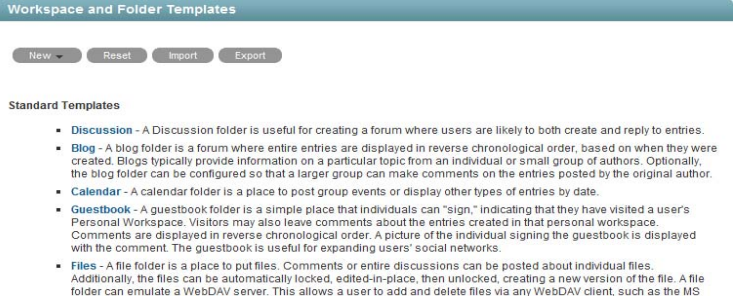 Workspace and Folder Templates
New Reset Import Export
Standard Templates
Discussion - A Discussion folder is useful for creating a forum where users are likely to both create and reply to entries.
Blog - A blog folder is a forum where entire entries are displayed in reverse chronological order, based on when they were
created. Blogs typically provide information on a particular topic from an individual or small group of authors. Optionally,
the blog folder can be configured so that a larger group can make comments on the entries posted by the original author.
Calendar - A calendar folder is a place to post group events or display other types of entries by date.
Guestbook - A guestbook folder is a simple place that individuals can "sign," indicating that they have visited a user's
Personal Workspace. Visitors may also leave comments about the entries created in that personal workspace.
Comments are displayed in reverse chronological order. A picture of the individual signing the guestbook is displayed
with the comment. The guestbook is useful for expanding users' social networks.
Files - A file folder is a place to put files. Comments or entire discussions can be posted about individual files.
Additionally, the files can be automatically locked, edited-in-place, then unlocked, creating a new version of the file. A file
folder can emulate a WebDAV server. This allows a user to add and delete files via any WebDAV client, such as the MS